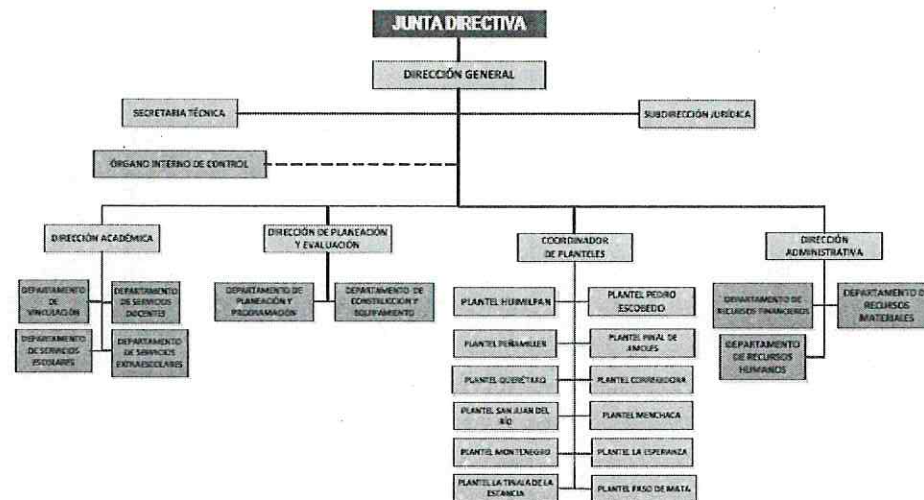 JUNTA DIRECTIVA
DIRECCIÓN GENERAL
SECRETARIA TÉCNICA
SUBDIRECCIÓN JURÍDICA
ÓRGANO INTERNO DE CONTROL
DIRECCIÓN ACADÉMICA
DEPARTAMENTO
DE
VINCULACIÓN
DEPARTAMENTO
DE SERVICIOS
DOCENTES
DEPARTAMENTO
DE SERVICIOS
ESCOLARES
DEPARTAMENTO
DE SERVICIOS
EXTRAESCOLARES
DIRECCIÓN DE PLANEACIÓN
Y EVALUACIÓN
DEPARTAMENTO DE
PLANEACIÓN Y
PROGRAMACIÓN
DEPARTAMENTO DE
CONSTRUCCION Y
EQUIPAMIENTO
COORDINADOR
DE PLANTELES
PLANTEL HUIMILPAN
PLANTEL PEDRO
ESCOBEDO
PLANTEL PEÑAMILLER
PLANTEL PINAL DE
AMOLES
PLANTEL QUERÉTARO
PLANTEL CORREGIDORA
PLANTEL SAN JUAN DEL
RÍO
PLANTEL MENCHACA
PLANTEL MONTENEGRO
PLANTEL LA ESPERANZA
PLANTEL LA TINAJA DE LA
ESTANCIA
PLANTEL PASO DE MATA
DIRECCIÓN
ADMINISTRATIVA
DEPARTAMENTO DE
RECURSOS FINANCIEROS
DEPARTAMENTO DE
RECURSOS
MATERIALES
DEPARTAMENTO
DE RECURSOS
HUMANOS